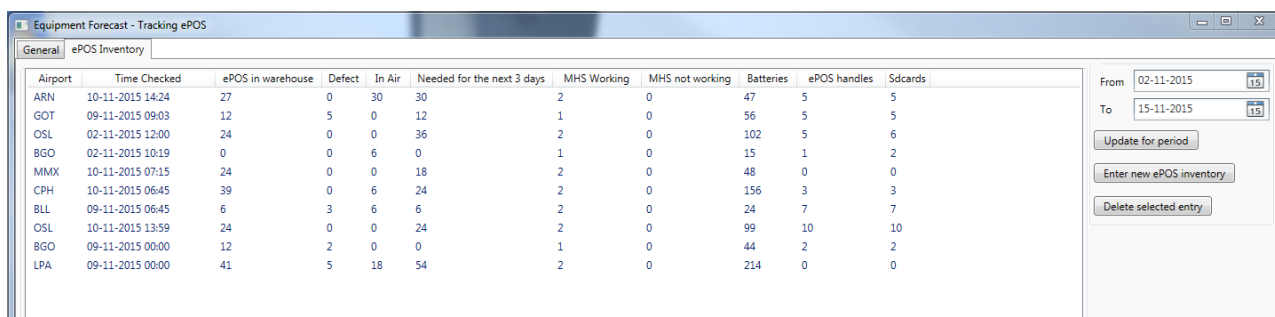 Equipment Forecast - Tracking ePOS
General ePOS Inventory
Airport Time Checked ePOS in warehouse Defect In Air Needed for the next 3 days MHS Working MHS not working Batteries ePOS handles Sdcards
ARN 10-11-2015 14:24 27 0 30 30 2 0 47 5 5
GOT 09-11-2015 09:03 12 5 0 12 1 0 56 5 5
OSL 02-11-2015 12:00 24 0 0 36 2 0 102 5 6
BGO 02-11-2015 10:19 0 0 6 0 1 0 15 1 2
MMX 10-11-2015 07:15 24 0 0 18 2 0 48 0 0
CPH 10-11-2015 06:45 39 0 6 24 2 0 156 3 3
BLL 09-11-2015 06:45 6 3 6 6 2 0 24 7 7
OSL 10-11-2015 13:59 24 0 0 24 2 0 99 10 10
BGO 09-11-2015 00:00 12 2 0 0 1 0 44 2 2
LPA 09-11-2015 00:00 41 5 18 54 2 0 214 0 0
From 02-11-2015 15
To 15-11-2015 15
Update for period
Enter new ePOS inventory
Delete selected entry